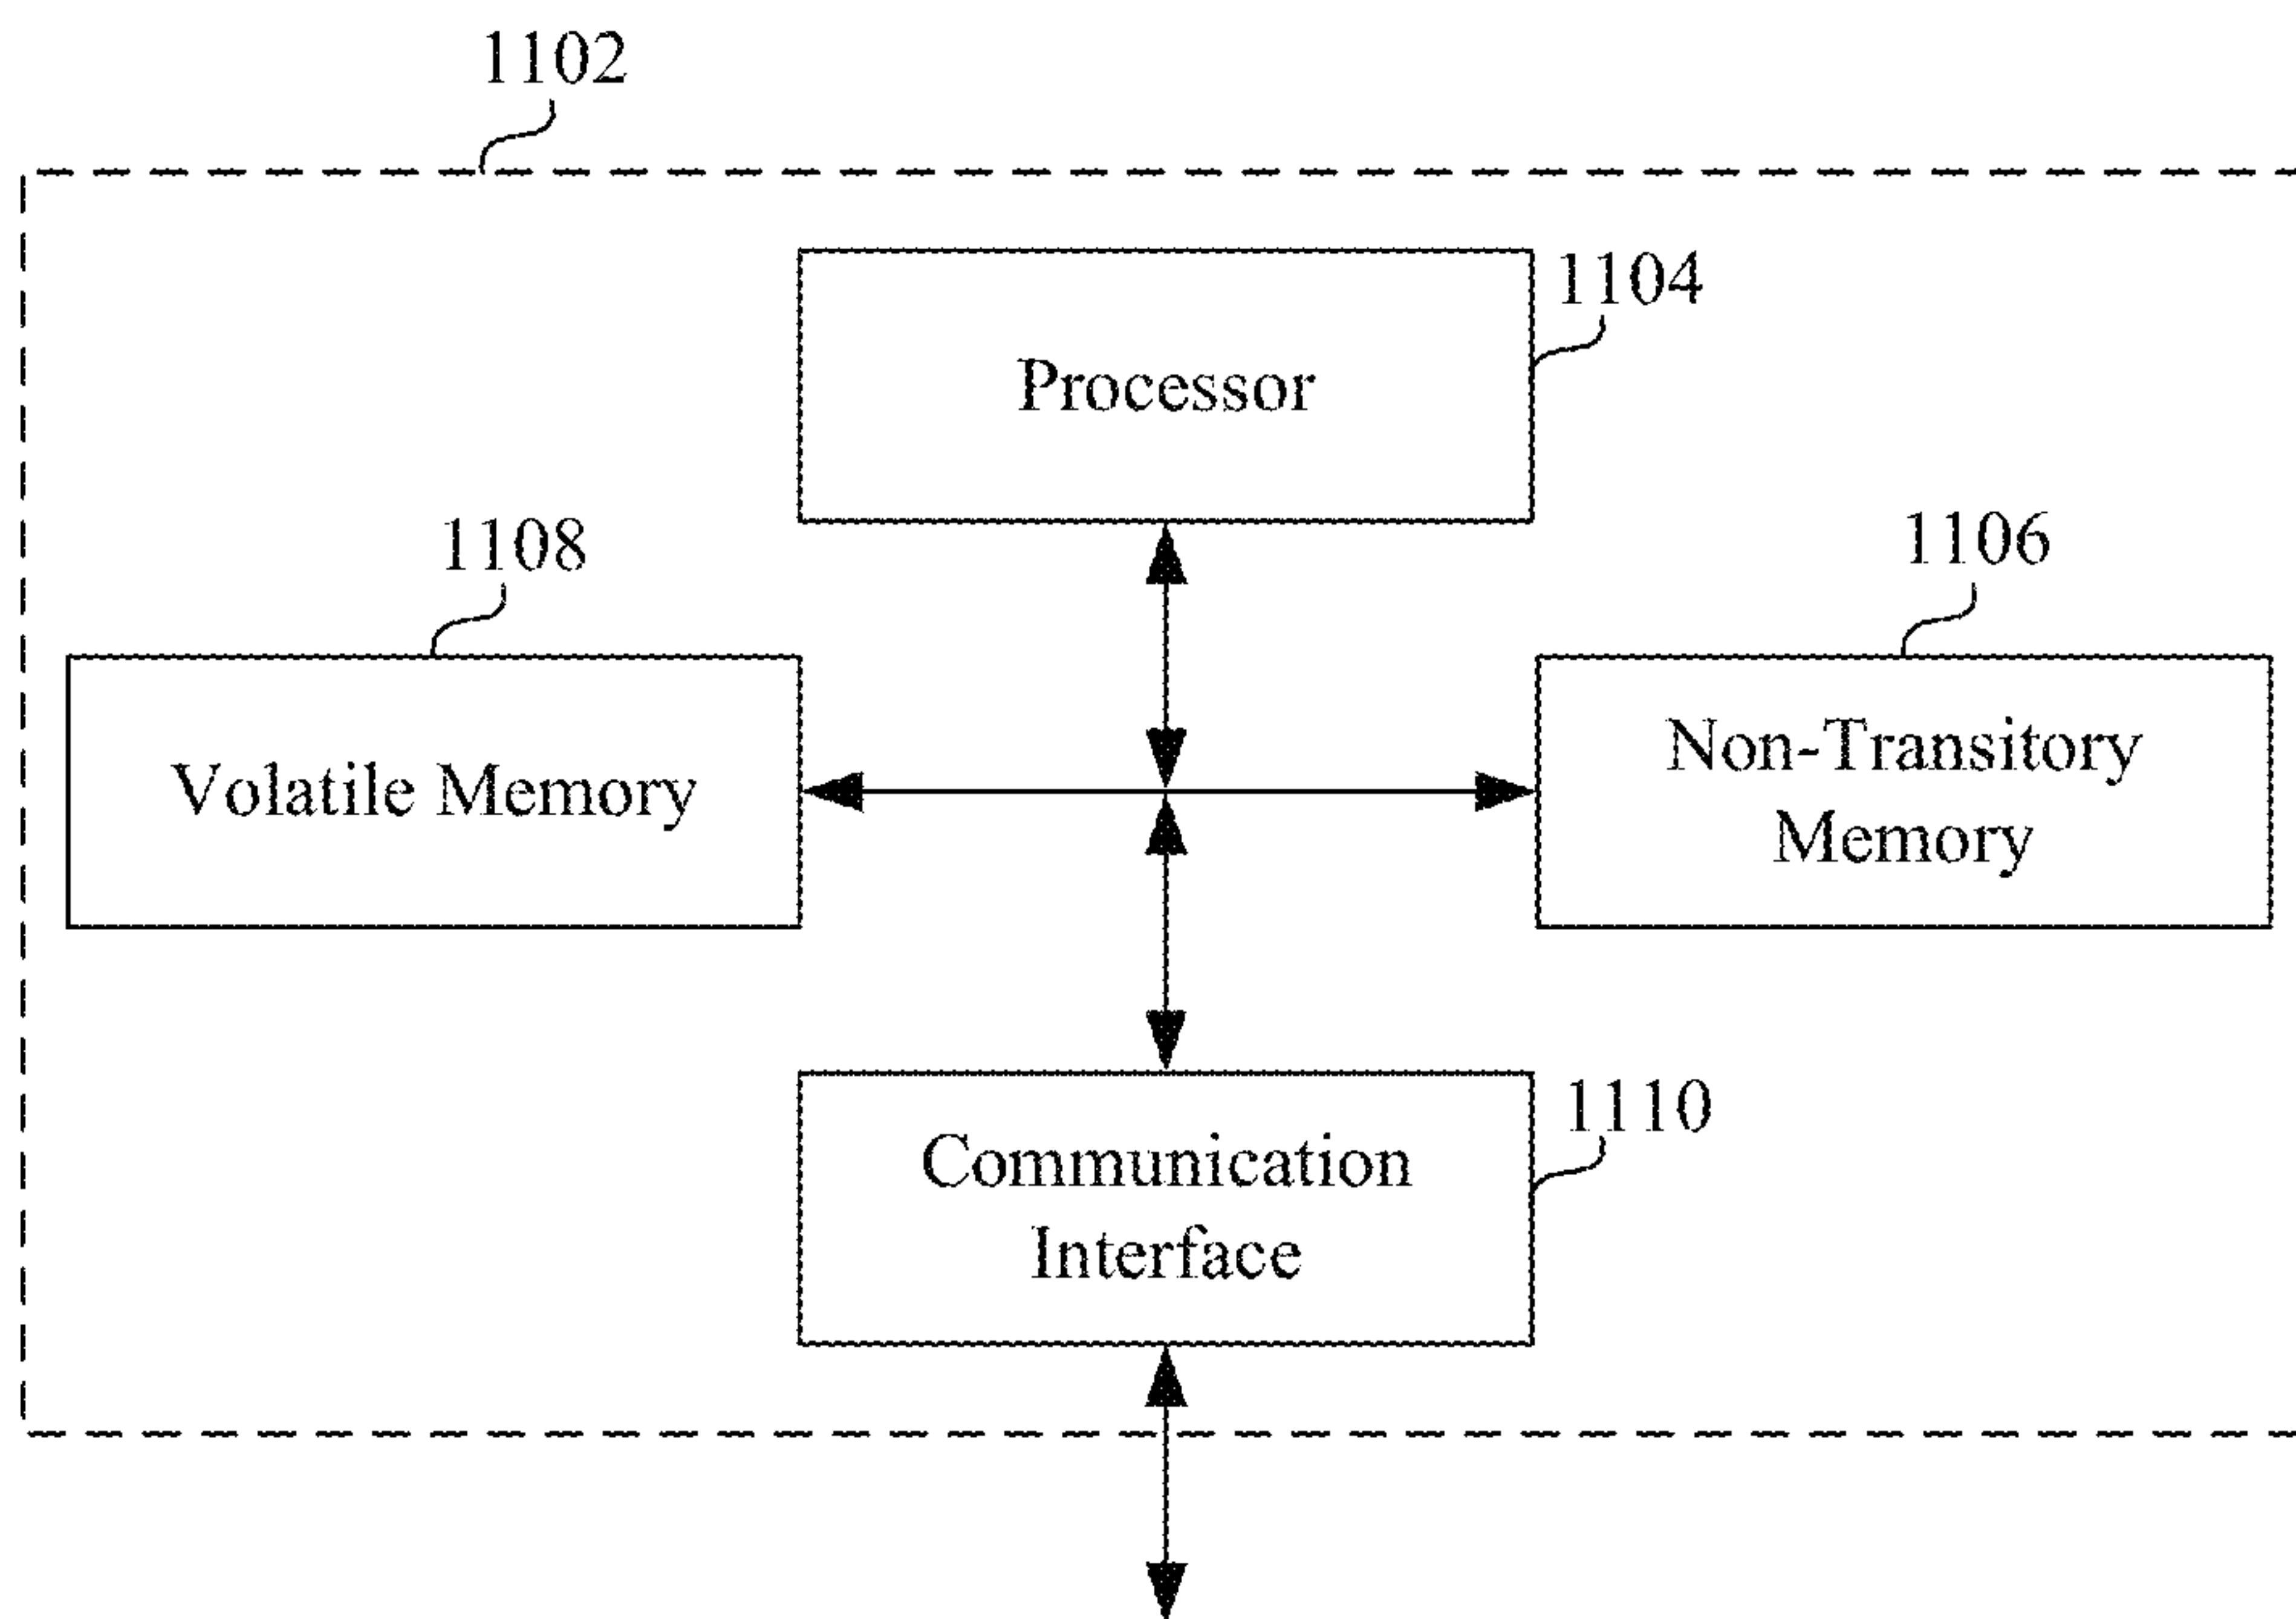 1102
1104
Processor
1108
1106
Volatile Memory
Non-Transitory
Memory
1110
Communication
Interface